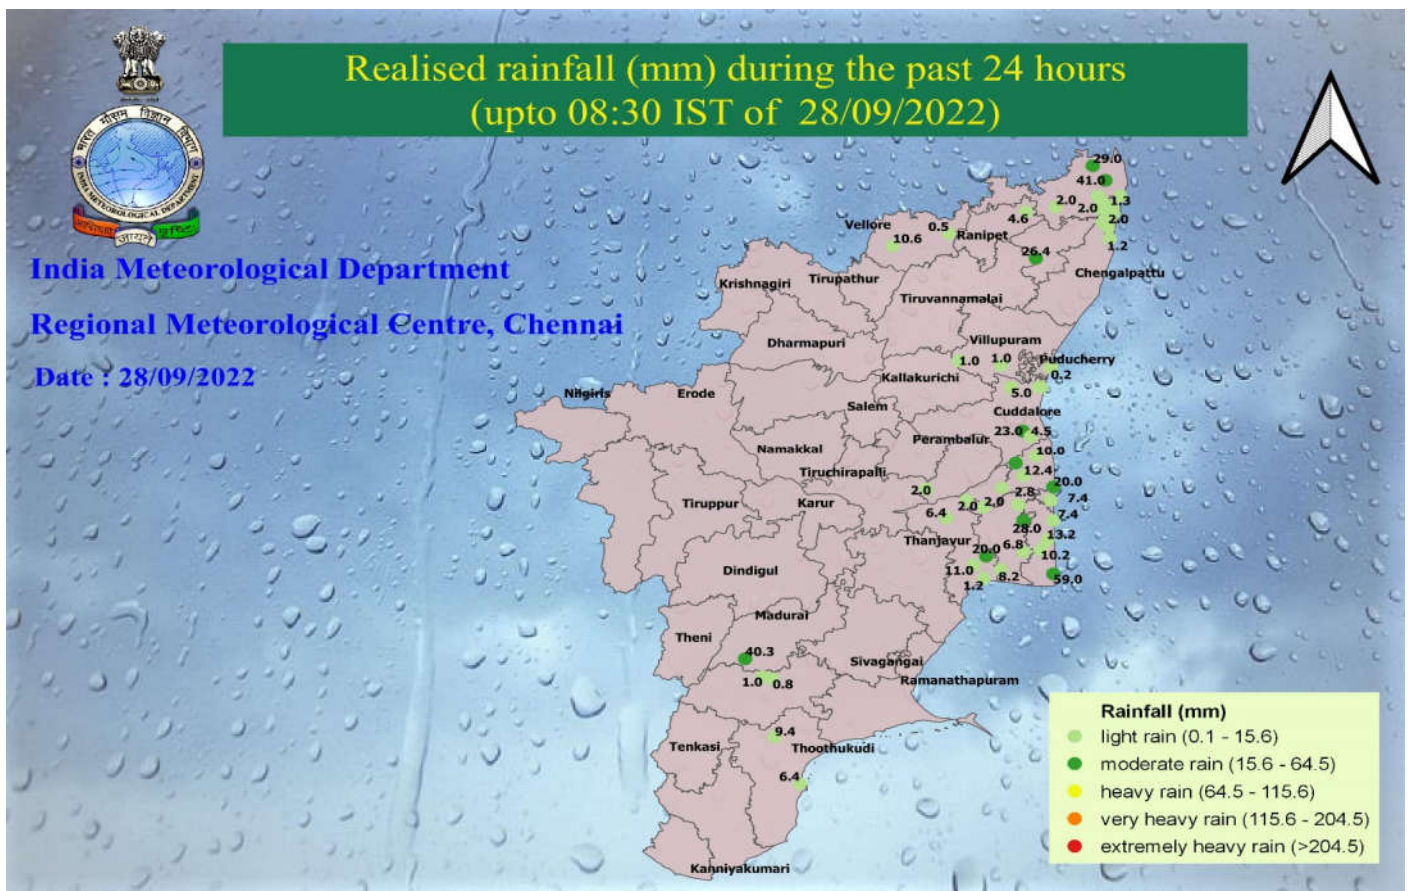 Realised rainfall (mm) during the past 24 hours
(upto 08:30 IST of 28/09/2022)
भारत मौसम विज्ञान विभाग
INDIA METEOROLOGICAL DEPARTMENT
आदित्यात् जायते वृष्टि
India Meteorological Department
Regional Meteorological Centre, Chennai
Date : 28/09/2022
29.0
41.0
1.3
2.0
2.0
4.6
2.0
Vellore
0.5
Ranipet
10.6
1.2
26.4
Chengalpattu
Krishnagiri
Tirupathur
Tiruvannamalai
Dharmapuri
Villupuram
1.0
1.0
Puducherry
0.2
Kallakurichi
5.0
Nilgiris
Erode
Salem
Cuddalore
23.0
4.5
Perambalur
Namakkal
10.0
Tiruchirapalli
12.4
20.0
2.0
2.8
7.4
Tiruppur
Karur
2.0
2.0
6.4
7.4
28.0
13.2
Thanjavur
20.0
6.8
10.2
Dindigul
11.0
8.2
59.0
1.2
Madurai
Theni
40.3
Sivagangai
1.0
0.8
Ramanathapuram
9.4
Tenkasi
Thoothukudi
6.4
Kanniyakumari
Rainfall (mm)
light rain (0.1 - 15.6)
moderate rain (15.6 - 64.5)
heavy rain (64.5 - 115.6)
very heavy rain (115.6 - 204.5)
extremely heavy rain (>204.5)